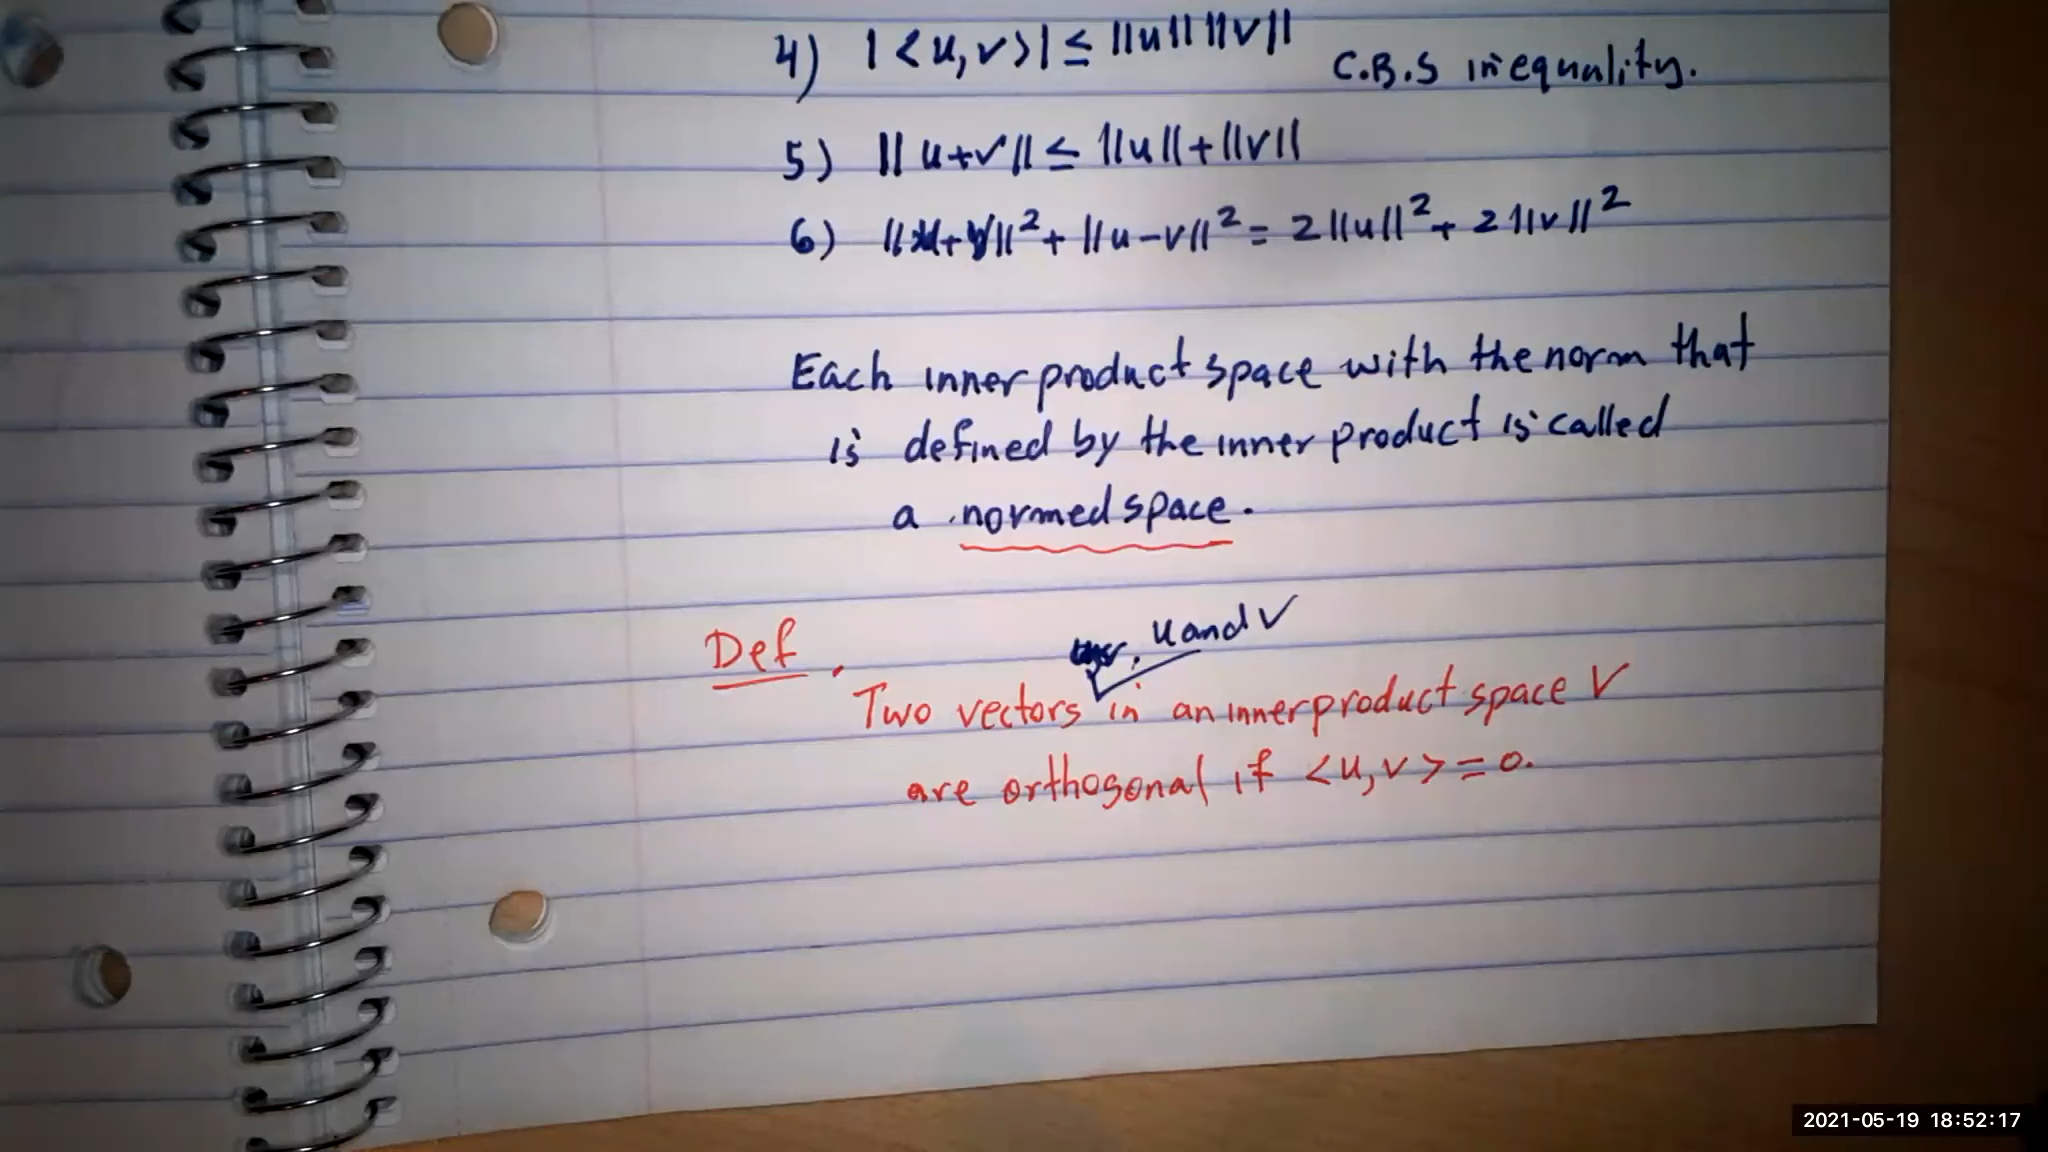 4) |<u,v>| ≤ ||u|| ||v|| C.B.S inequality.
5) ||u+v|| ≤ ||u||+||v||
6) ||u+v||² + ||u-v||² = 2||u||² + 2||v||²
Each inner product space with the norm that
is defined by the inner product is called
a normed space.
Def.
u and v
Two vectors in an inner product space V
are orthogonal if <u,v> = 0.
2021-05-19 18:52:17